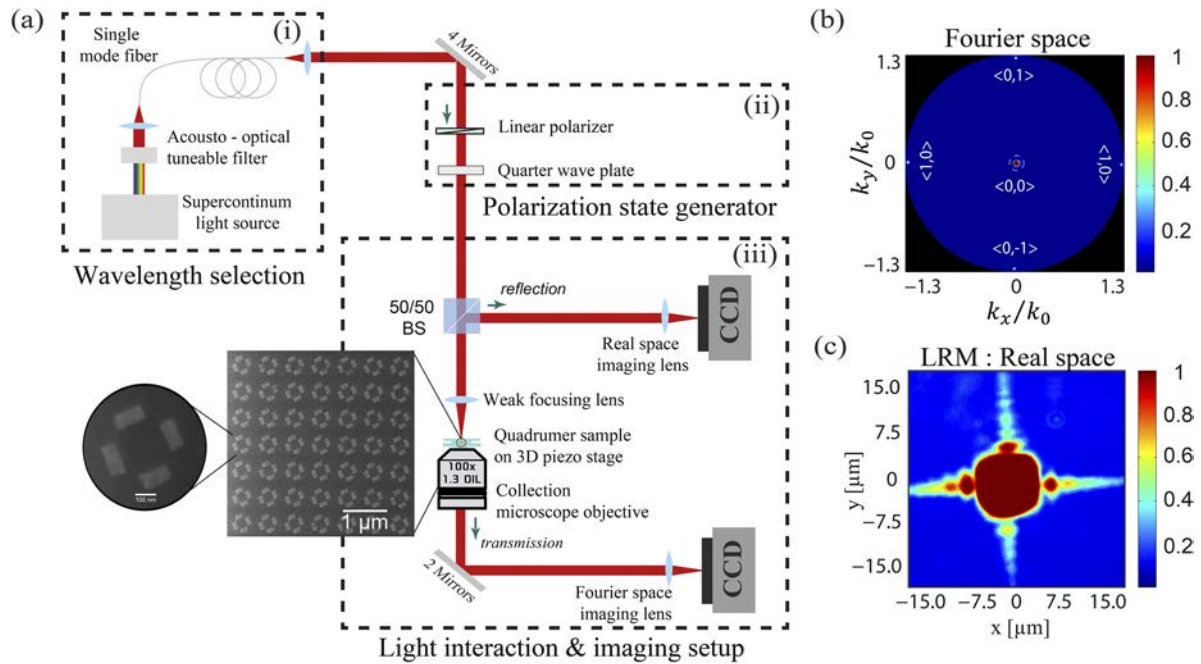 (a)
(i)
Single
mode fiber
Acousto - optical
tuneable filter
Supercontinum
light source
Wavelength selection
4 Mirrors
(ii)
Linear polarizer
Quarter wave plate
Polarization state generator
(iii)
50/50
BS
reflection
Real space
imaging lens
CCD
Weak focusing lens
Quadrumer sample
on 3D piezo stage
100x
1.3 OIL
Collection
microscope objective
transmission
2 Mirrors
Fourier space
imaging lens
CCD
Light interaction & imaging setup
100 nm
1 μm
(b)
Fourier space
1.3
0
−1.3
k_y/k_0
<0,1>
<1,0>
<1,0>
<0,0>
<0,-1>
−1.3
0
1.3
k_x/k_0
1
0.8
0.6
0.4
0.2
(c)
LRM : Real space
15.0
7.5
0
−7.5
−15.0
y [μm]
−15.0
−7.5
0
7.5
15.0
x [μm]
1
0.8
0.6
0.4
0.2